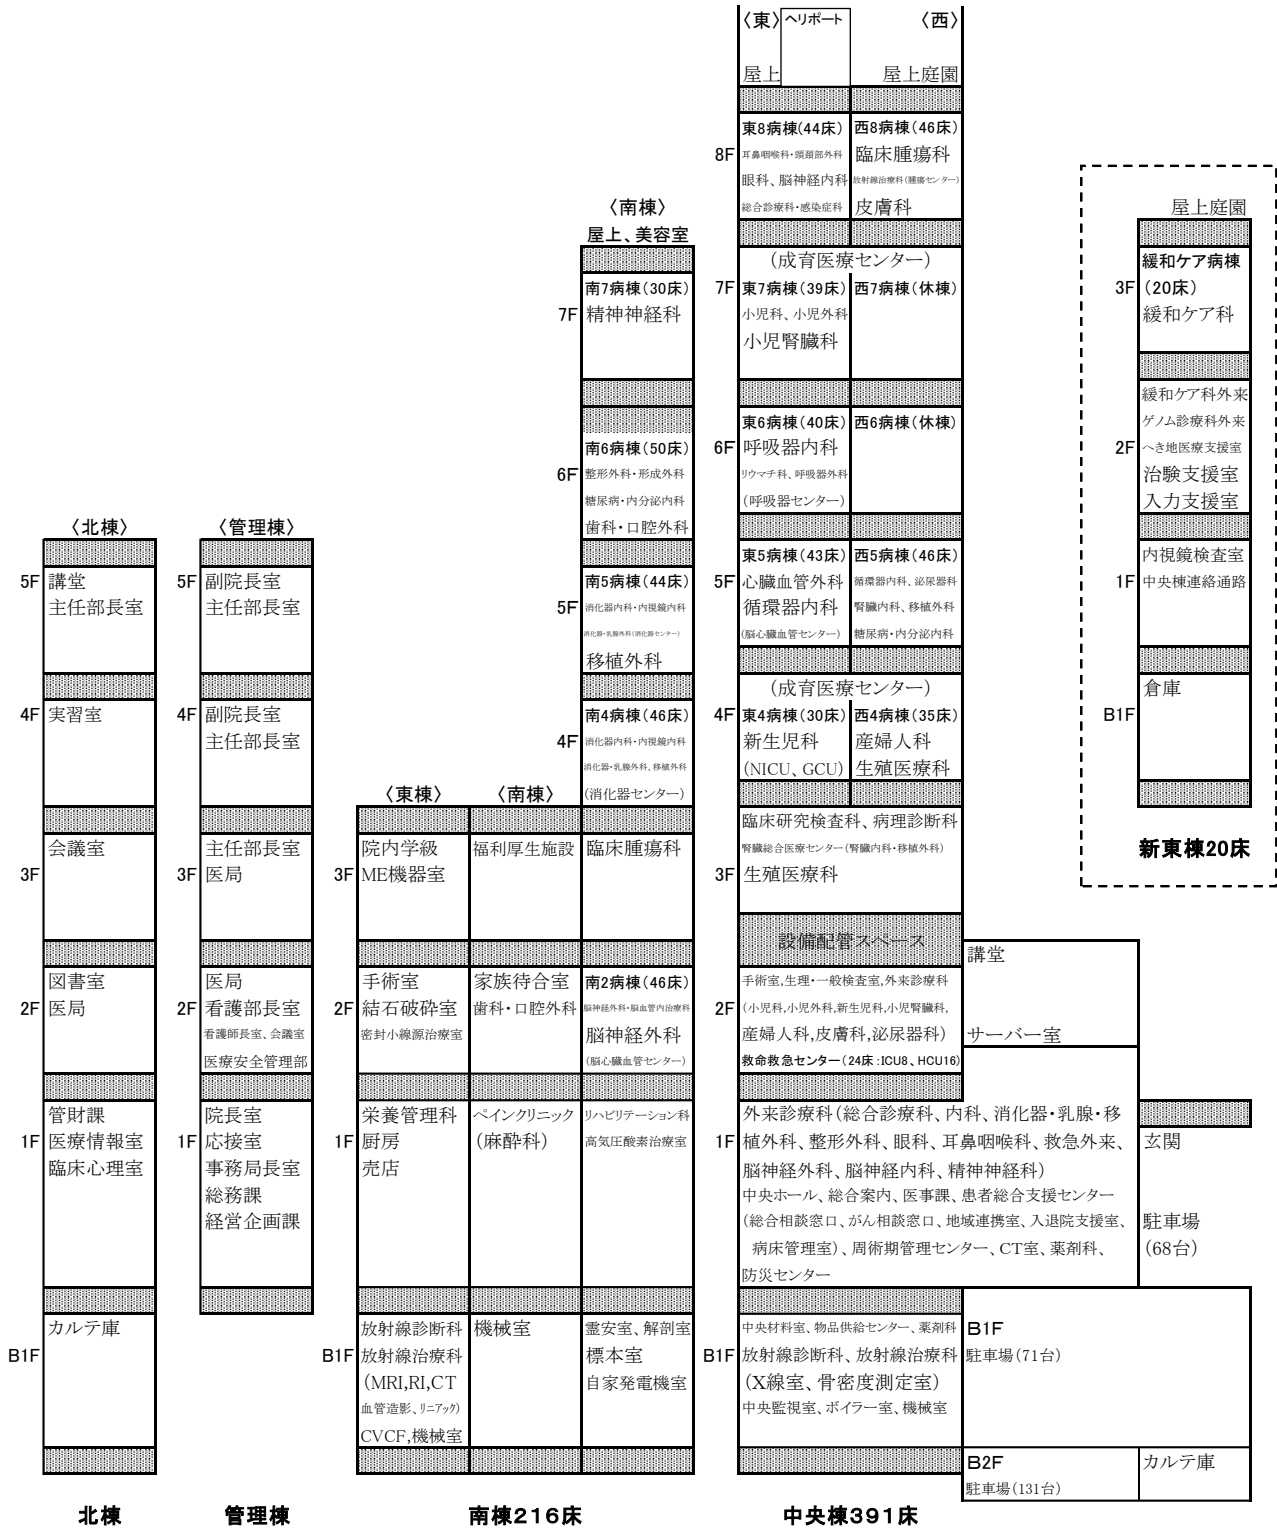 〈北棟〉
5F 講堂
主任部長室
4F 実習室
3F 会議室
2F 図書室
医局
1F 管財課
医療情報室
臨床心理室
B1F カルテ庫
北棟
〈管理棟〉
5F 副院長室
主任部長室
4F 副院長室
主任部長室
3F 主任部長室
医局
2F 医局
看護部長室
看護師長室、会議室
医療安全管理部
1F 院長室
応接室
事務局長室
総務課
経営企画課
管理棟
〈東棟〉
3F 院内学級
ME機器室
2F 手術室
結石破砕室
密封小線源治療室
1F 栄養管理科
厨房
売店
B1F 放射線診断科
放射線治療科
(MRI,RI,CT
血管造影、リニアック)
CVCF,機械室
〈南棟〉
福利厚生施設
家族待合室
歯科・口腔外科
ペインクリニック
(麻酔科)
機械室
〈南棟〉
屋上、美容室
7F 南7病棟(30床)
精神神経科
6F 南6病棟(50床)
整形外科・形成外科
糖尿病・内分泌内科
歯科・口腔外科
5F 南5病棟(44床)
消化器内科・内視鏡内科
消化器・乳腺外科(消化器センター)
移植外科
4F 南4病棟(46床)
消化器内科・内視鏡内科
消化器・乳腺外科、移植外科
(消化器センター)
臨床腫瘍科
南2病棟(46床)
脳神経外科・脳血管内治療科
脳神経外科
(脳心臓血管センター)
リハビリテーション科
高気圧酸素治療室
霊安室、解剖室
標本室
自家発電機室
南棟216床
〈東〉 ヘリポート 〈西〉
屋上 屋上庭園
8F 東8病棟(44床) 西8病棟(46床)
耳鼻咽喉科・頭頚部外科 臨床腫瘍科
眼科、脳神経内科 放射線治療科(腫瘍センター)
総合診療科・感染症科 皮膚科
(成育医療センター)
7F 東7病棟(39床) 西7病棟(休棟)
小児科、小児外科
小児腎臓科
6F 東6病棟(40床) 西6病棟(休棟)
呼吸器内科
リウマチ科、呼吸器外科
(呼吸器センター)
5F 東5病棟(43床) 西5病棟(46床)
心臓血管外科 循環器内科、泌尿器科
循環器内科 腎臓内科、移植外科
(脳心臓血管センター) 糖尿病・内分泌内科
(成育医療センター)
4F 東4病棟(30床) 西4病棟(35床)
新生児科 産婦人科
(NICU、GCU) 生殖医療科
3F 臨床研究検査科、病理診断科
腎臓総合医療センター(腎臓内科・移植外科)
生殖医療科
設備配管スペース
2F 手術室,生理・一般検査室,外来診療科
(小児科,小児外科,新生児科,小児腎臓科,
産婦人科,皮膚科,泌尿器科)
救命救急センター(24床:ICU8、HCU16)
講堂
サーバー室
1F 外来診療科(総合診療科、内科、消化器・乳腺・移
植外科、整形外科、眼科、耳鼻咽喉科、救急外来、
脳神経外科、脳神経内科、精神神経科)
中央ホール、総合案内、医事課、患者総合支援センター
(総合相談窓口、がん相談窓口、地域連携室、入退院支援室、
病床管理室)、周術期管理センター、CT室、薬剤科、
防災センター
玄関
駐車場
(68台)
B1F 中央材料室、物品供給センター、薬剤科
放射線診断科、放射線治療科
(X線室、骨密度測定室)
中央監視室、ボイラー室、機械室
B1F
駐車場(71台)
B2F
駐車場(131台)
カルテ庫
中央棟391床
屋上庭園
3F 緩和ケア病棟
(20床)
緩和ケア科
2F 緩和ケア科外来
ゲノム診療科外来
へき地医療支援室
治験支援室
入力支援室
1F 内視鏡検査室
中央棟連絡通路
B1F 倉庫
新東棟20床